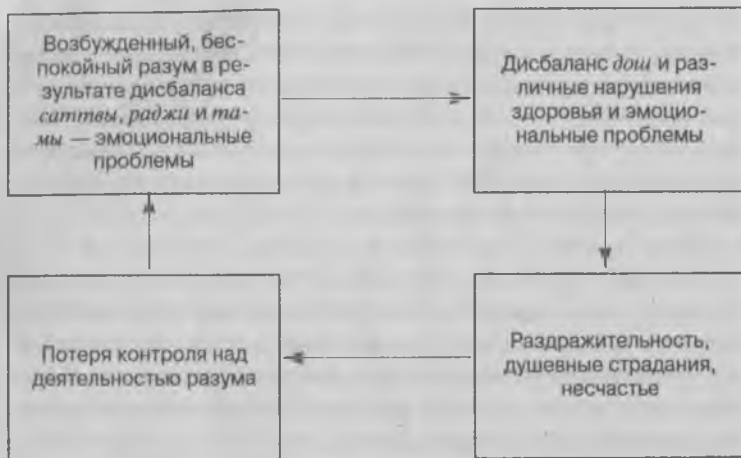 Возбужденный, бес-
покойный разум в ре-
зультате дисбаланса
саттвы, раджи и та-
мы — эмоциональные
проблемы
Дисбаланс дош и раз-
личные нарушения
здоровья и эмоцио-
нальные проблемы
Раздражительность,
душевные страдания,
несчастье
Потеря контроля над
деятельностью разума